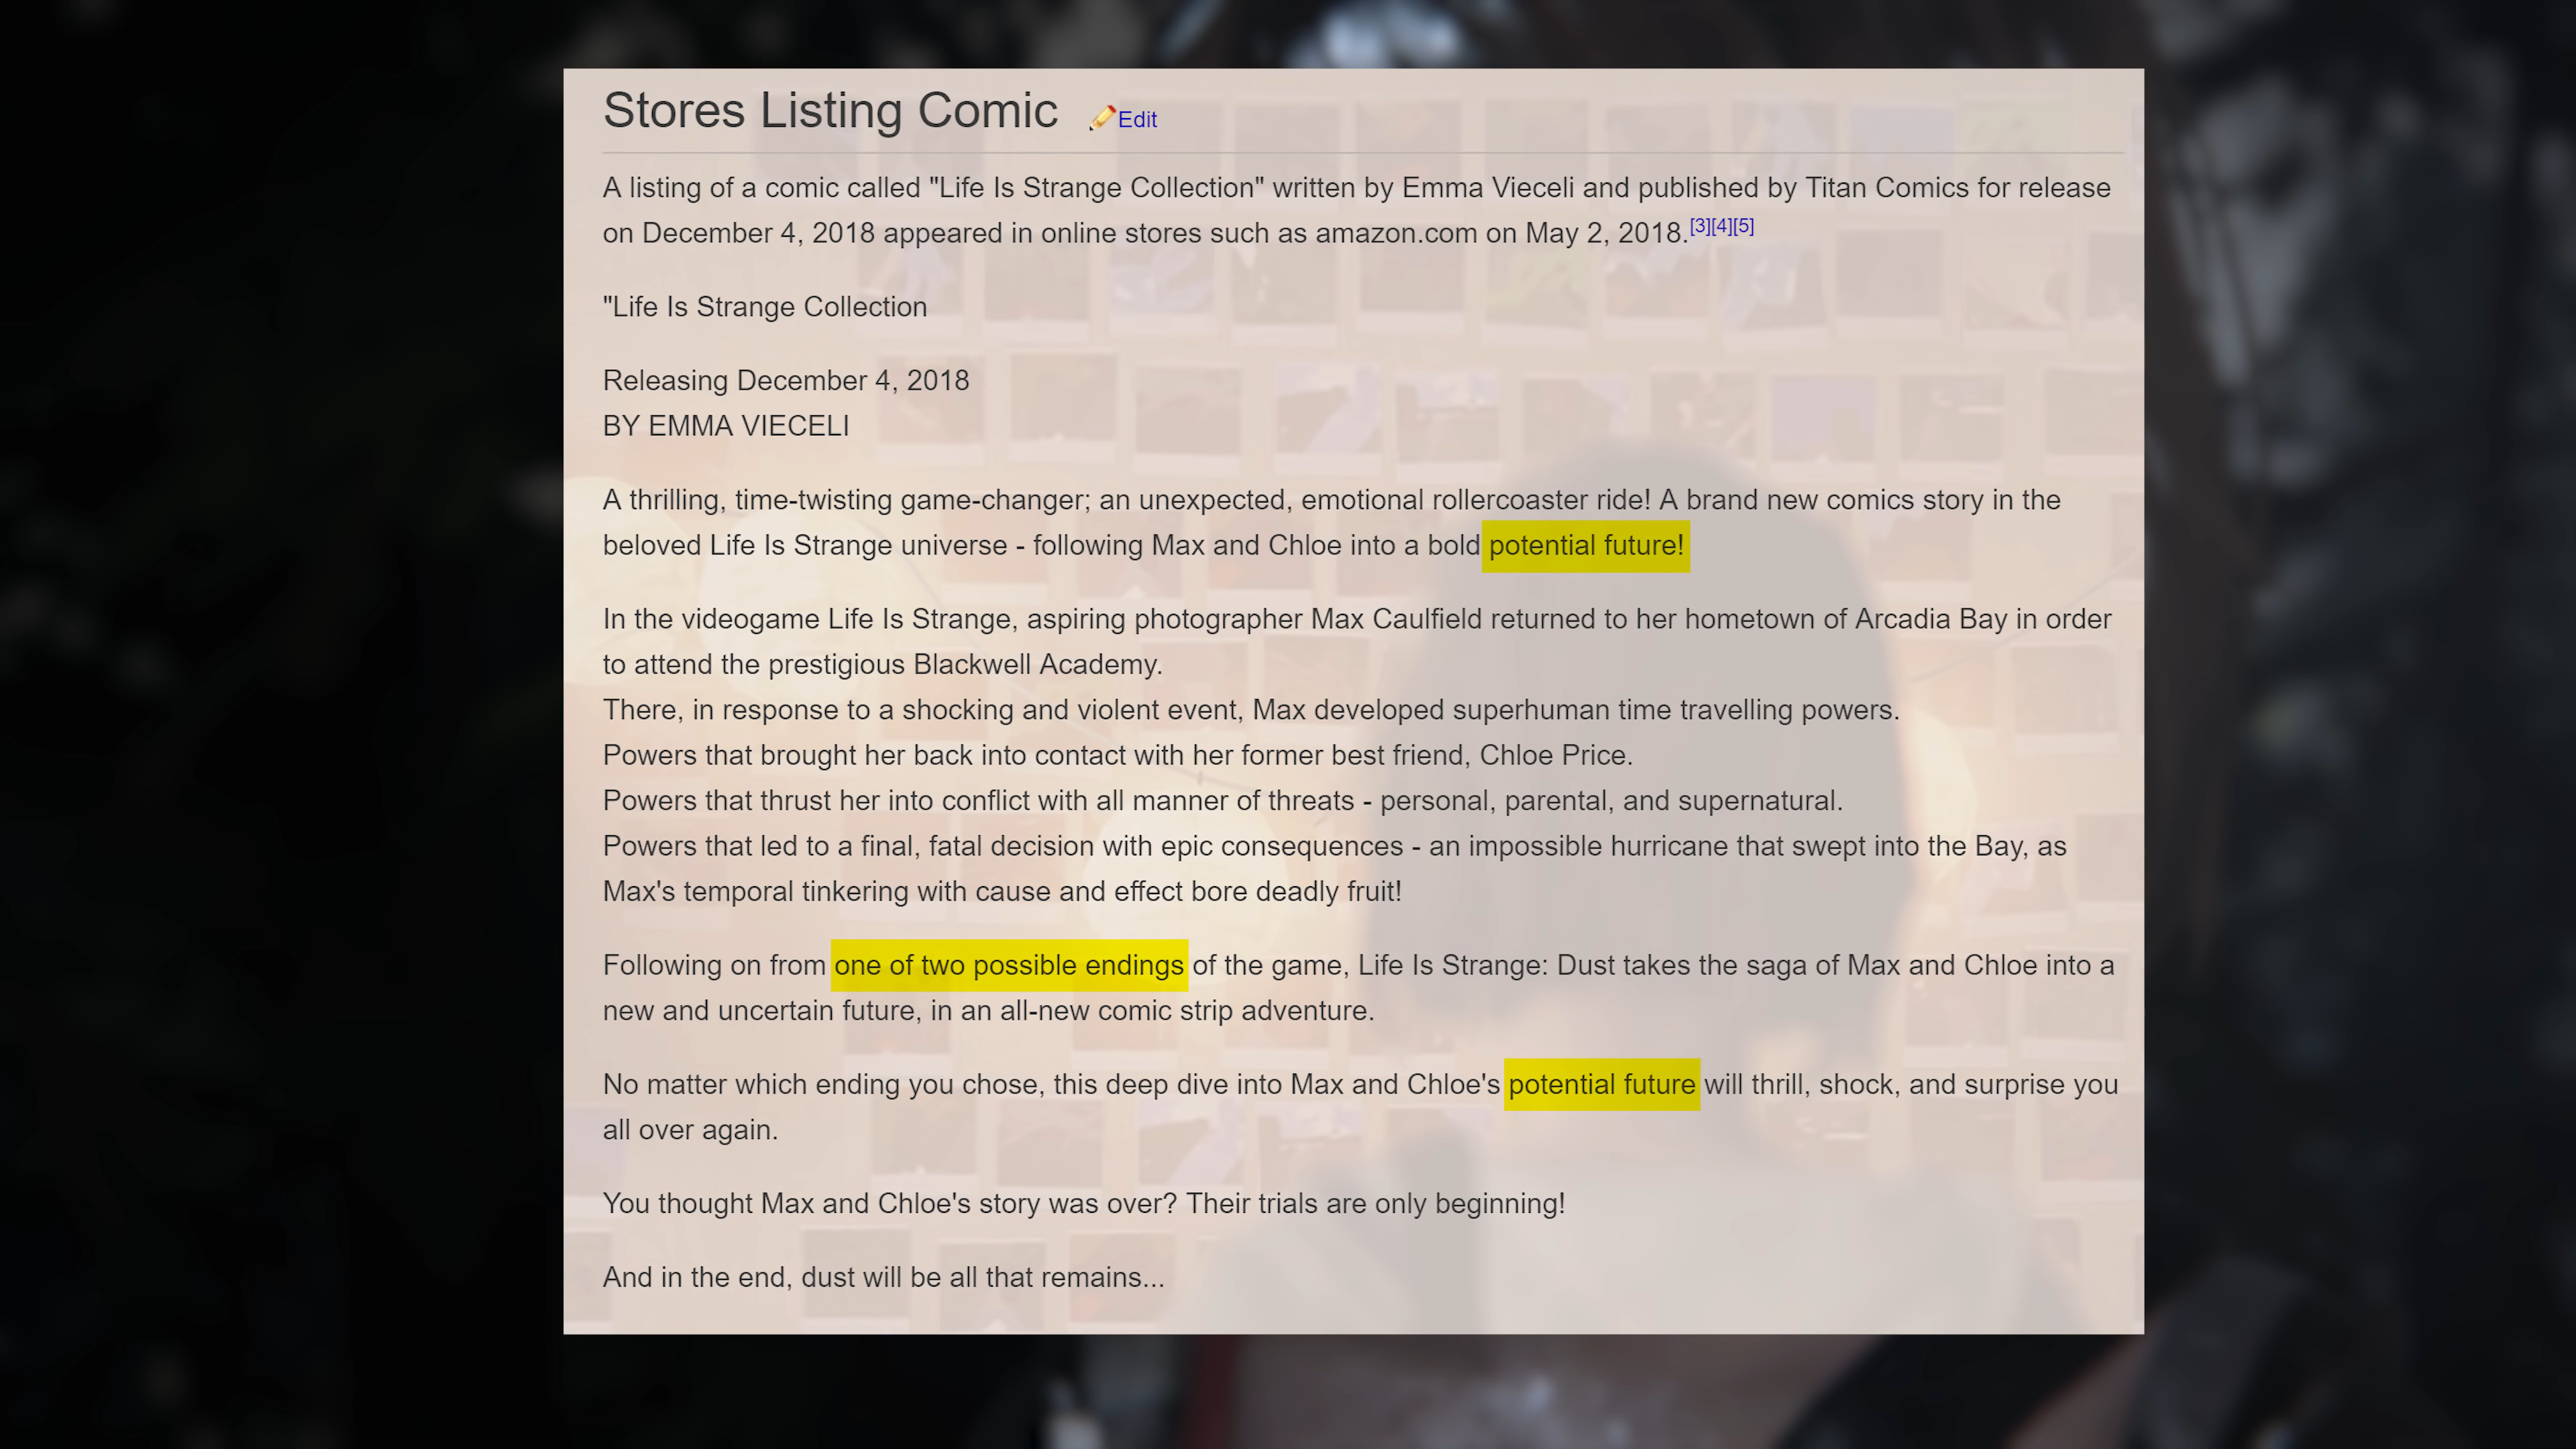 Stores Listing Comic Edit
A listing of a comic called "Life Is Strange Collection" written by Emma Vieceli and published by Titan Comics for release
on December 4, 2018 appeared in online stores such as amazon.com on May 2, 2018.[3][4][5]
"Life Is Strange Collection
Releasing December 4, 2018
BY EMMA VIECELI
A thrilling, time-twisting game-changer; an unexpected, emotional rollercoaster ride! A brand new comics story in the
beloved Life Is Strange universe - following Max and Chloe into a bold potential future!
In the videogame Life Is Strange, aspiring photographer Max Caulfield returned to her hometown of Arcadia Bay in order
to attend the prestigious Blackwell Academy.
There, in response to a shocking and violent event, Max developed superhuman time travelling powers.
Powers that brought her back into contact with her former best friend, Chloe Price.
Powers that thrust her into conflict with all manner of threats - personal, parental, and supernatural.
Powers that led to a final, fatal decision with epic consequences - an impossible hurricane that swept into the Bay, as
Max's temporal tinkering with cause and effect bore deadly fruit!
Following on from one of two possible endings of the game, Life Is Strange: Dust takes the saga of Max and Chloe into a
new and uncertain future, in an all-new comic strip adventure.
No matter which ending you chose, this deep dive into Max and Chloe's potential future will thrill, shock, and surprise you
all over again.
You thought Max and Chloe's story was over? Their trials are only beginning!
And in the end, dust will be all that remains...